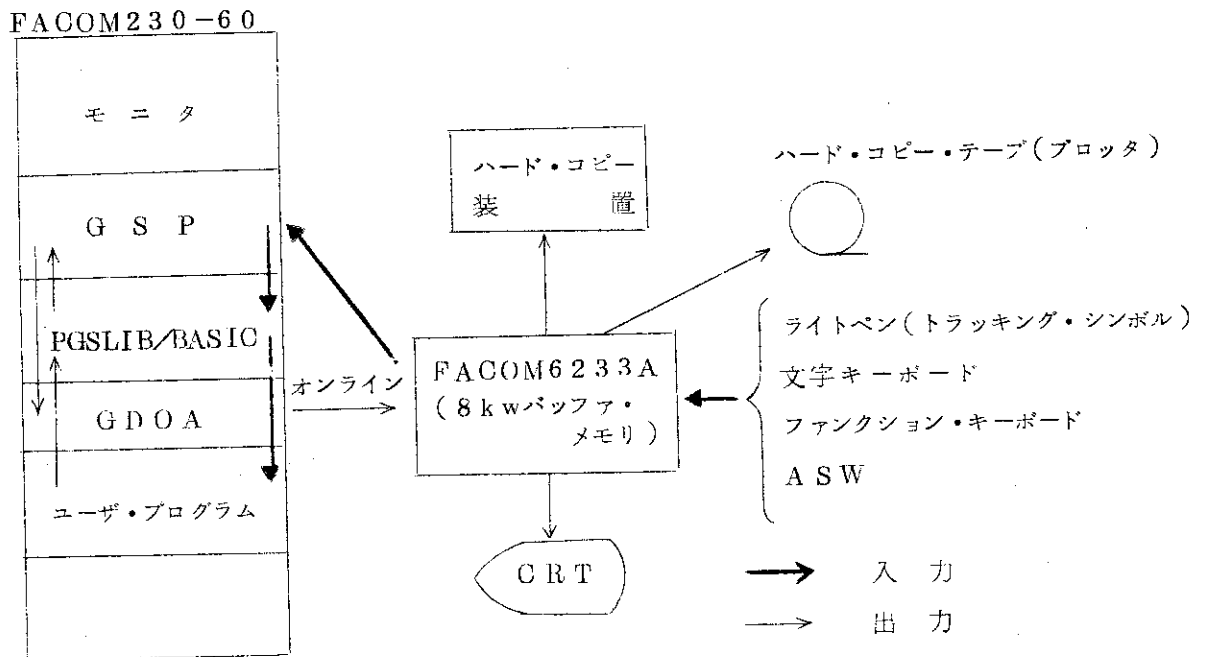 FACOM230-60
モニタ
GSP
PGSLIB/BASIC
GDOA
ユーザ・プログラム
オンライン
ハード・コピー
装置
FACOM6233A
(8kwバッファ・
メモリ)
CRT
ハード・コピー・テープ(プロッタ)
ライトペン(トラッキング・シンボル)
文字キーボード
ファンクション・キーボード
ASW
入力
出力